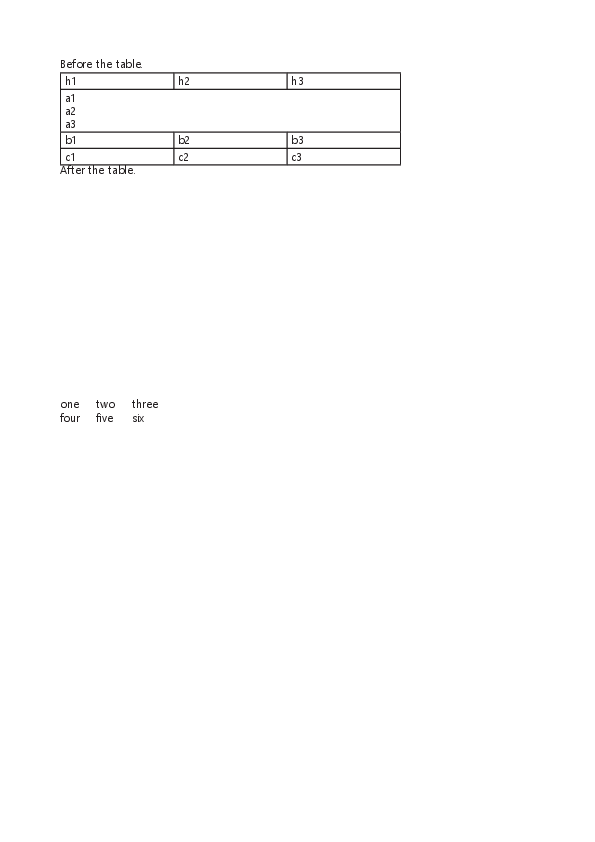 Before the table.
h1 h2 h3
a1
a2
a3
b1 b2 b3
c1 c2 c3
After the table.
one two three
four five six